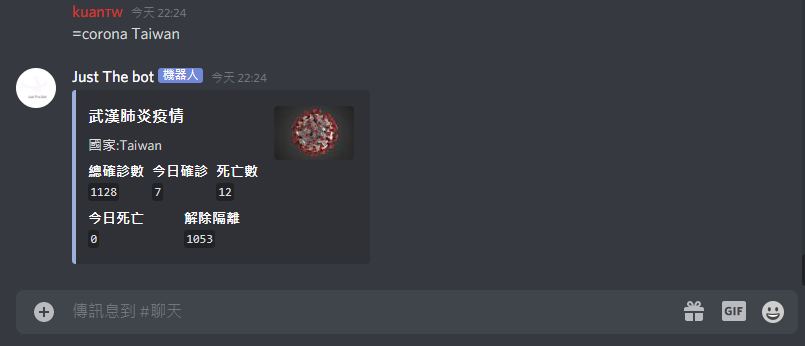 kuanтw 今天 22:24
=corona Taiwan
Just The bot 機器人 今天 22:24
武漢肺炎疫情
國家:Taiwan
總確診數 今日確診 死亡數
1128 7 12
今日死亡 解除隔離
0 1053
傳訊息到 #聊天
GIF